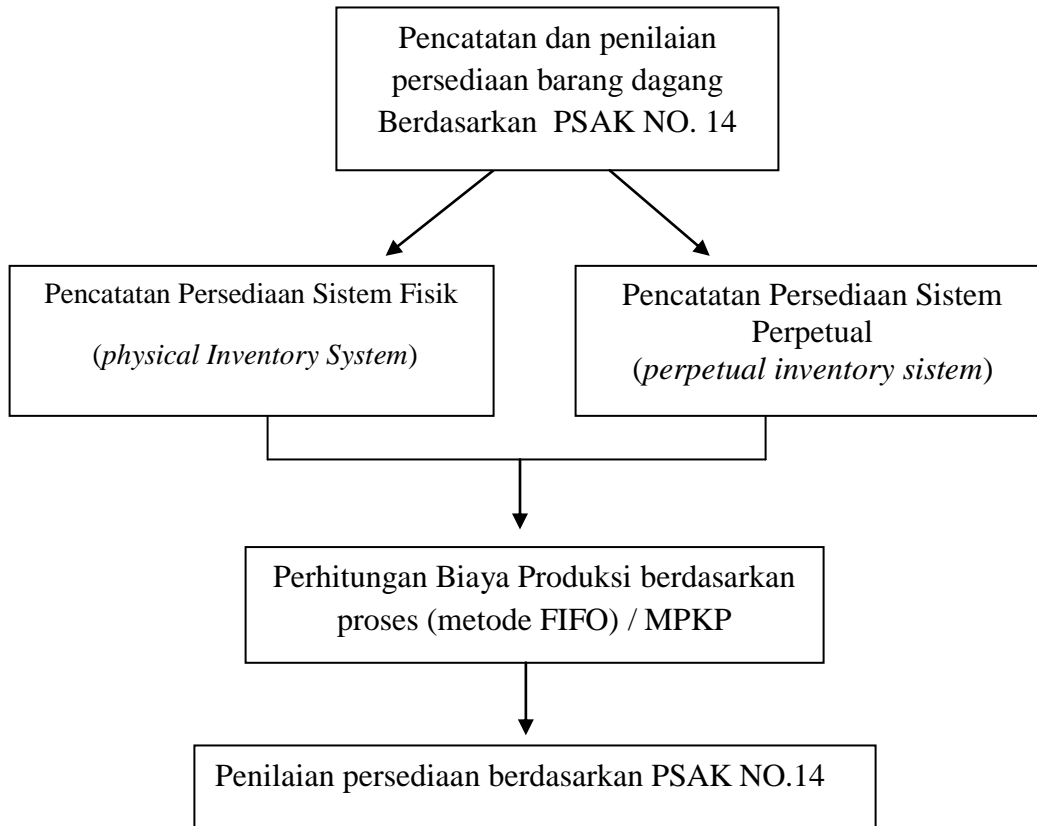 Pencatatan dan penilaian
persediaan barang dagang
Berdasarkan PSAK NO. 14
Pencatatan Persediaan Sistem Fisik
(physical Inventory System)
Pencatatan Persediaan Sistem
Perpetual
(perpetual inventory sistem)
Perhitungan Biaya Produksi berdasarkan
proses (metode FIFO) / MPKP
Penilaian persediaan berdasarkan PSAK NO.14